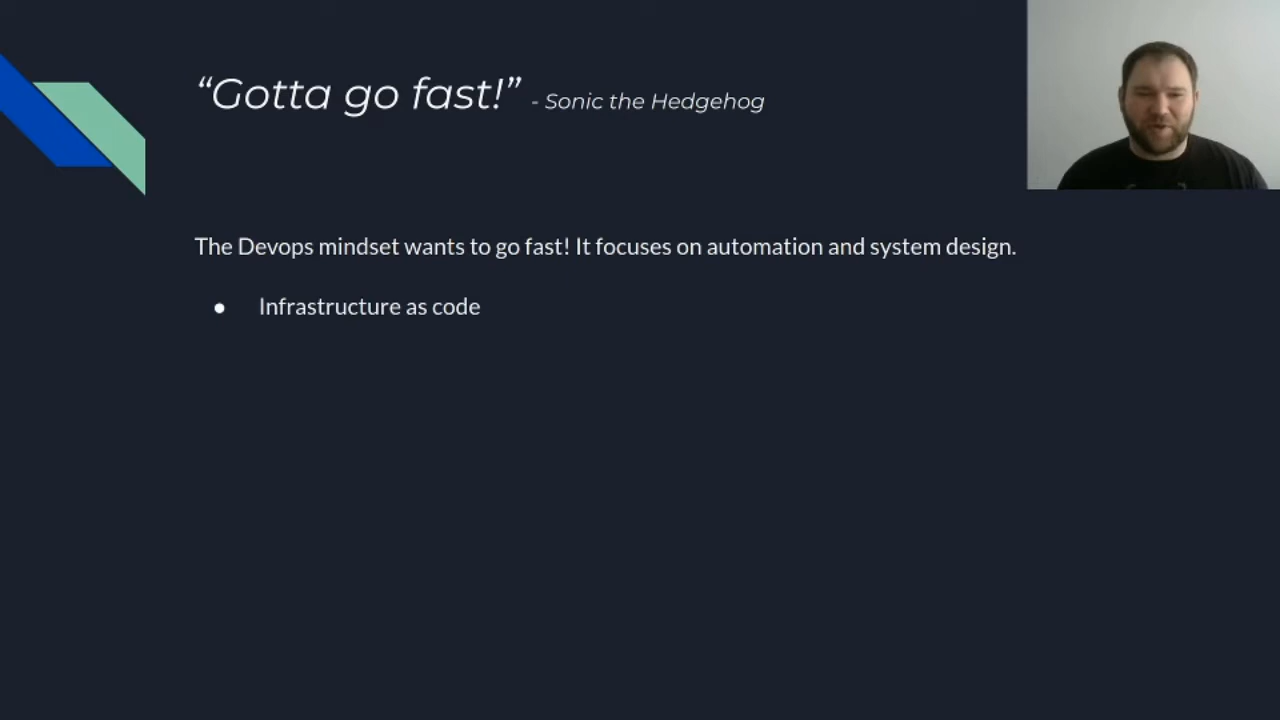 “Gotta go fast!” - Sonic the Hedgehog
The Devops mindset wants to go fast! It focuses on automation and system design.
● Infrastructure as code